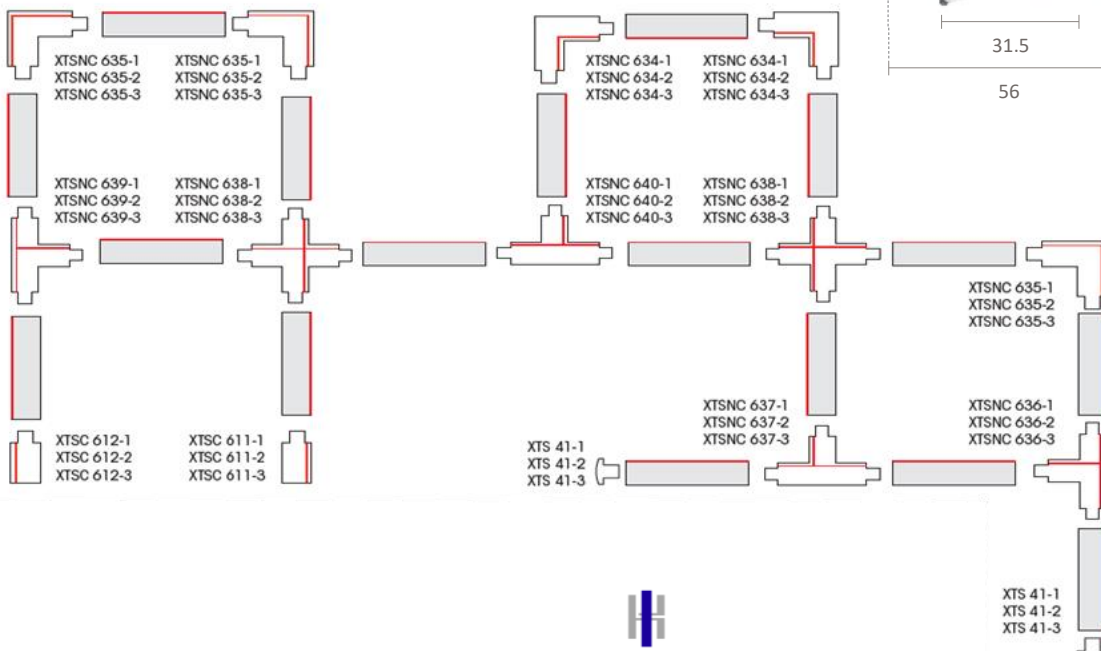 31.5
56
XTSNC 635-1
XTSNC 635-2
XTSNC 635-3
XTSNC 635-1
XTSNC 635-2
XTSNC 635-3
XTSNC 634-1
XTSNC 634-2
XTSNC 634-3
XTSNC 634-1
XTSNC 634-2
XTSNC 634-3
XTSNC 639-1
XTSNC 639-2
XTSNC 639-3
XTSNC 638-1
XTSNC 638-2
XTSNC 638-3
XTSNC 640-1
XTSNC 640-2
XTSNC 640-3
XTSNC 638-1
XTSNC 638-2
XTSNC 638-3
XTSNC 635-1
XTSNC 635-2
XTSNC 635-3
XTSC 612-1
XTSC 612-2
XTSC 612-3
XTSC 611-1
XTSC 611-2
XTSC 611-3
XTS 41-1
XTS 41-2
XTS 41-3
XTSNC 637-1
XTSNC 637-2
XTSNC 637-3
XTSNC 636-1
XTSNC 636-2
XTSNC 636-3
XTS 41-1
XTS 41-2
XTS 41-3